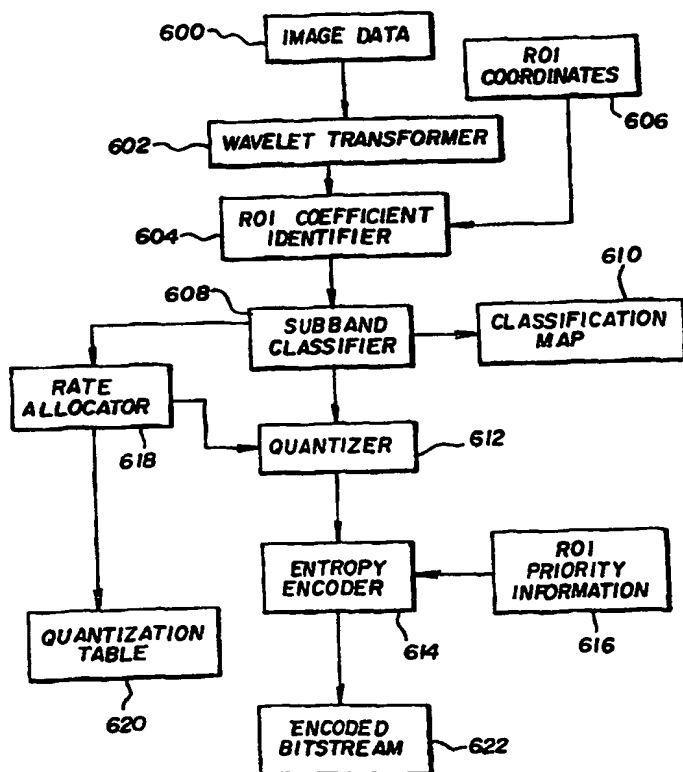 600
IMAGE DATA
ROI
COORDINATES
606
602
WAVELET TRANSFORMER
604
ROI COEFFICIENT
IDENTIFIER
608
SUBBAND
CLASSIFIER
610
CLASSIFICATION
MAP
RATE
ALLOCATOR
618
QUANTIZER
612
ENTROPY
ENCODER
614
ROI
PRIORITY
INFORMATION
616
QUANTIZATION
TABLE
620
ENCODED
BITSTREAM
622